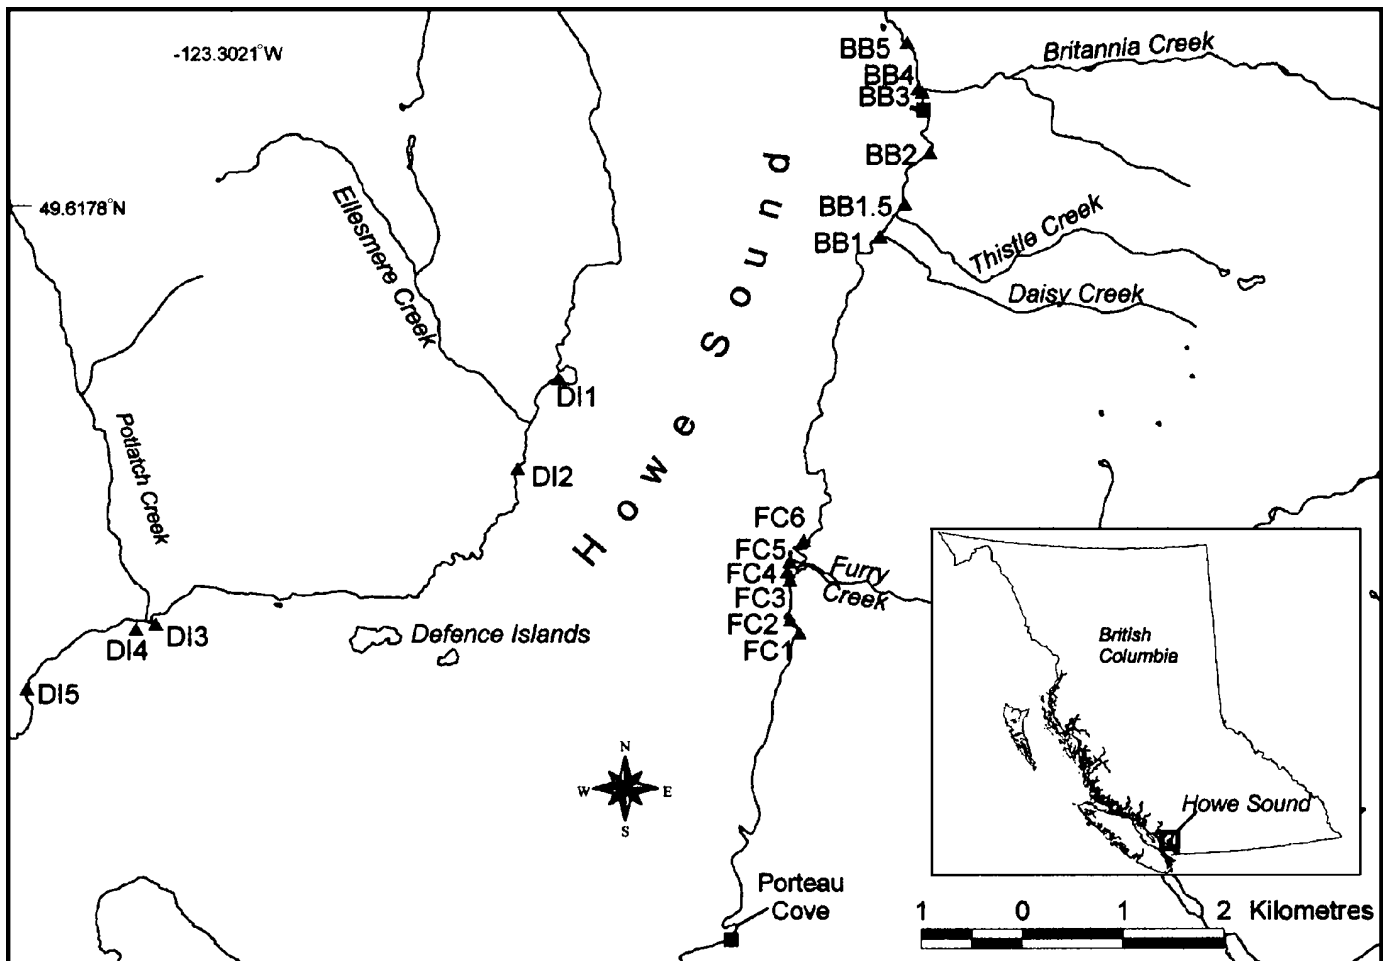 -123.3021°W
BB5
Britannia Creek
BB4
BB3
BB2
49.6178°N
Ellesmere Creek
BB1.5
BB1
Thistle Creek
Daisy Creek
Howe Sound
DI1
Potlatch Creek
DI2
FC6
FC5
FC4
FC3
FC2
FC1
Furry
Creek
DI3
DI4
Defence Islands
DI5
British
Columbia
N
W
E
S
Howe Sound
Porteau
Cove
1 0 1 2 Kilometres